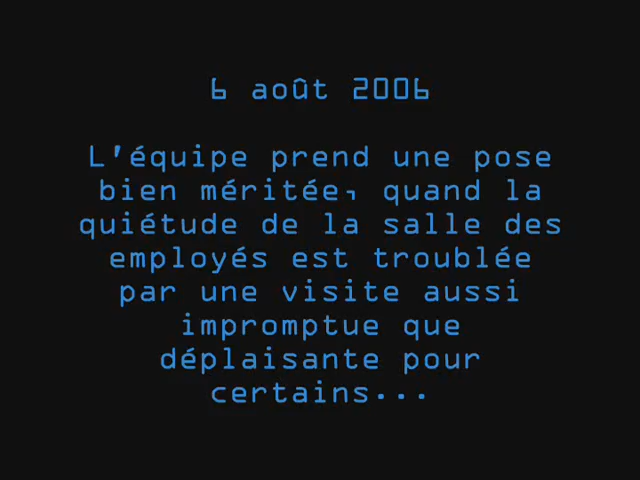 6 août 2006
L'équipe prend une pose
bien méritée, quand la
quiétude de la salle des
employés est troublée
par une visite aussi
impromptue que
déplaisante pour
certains...